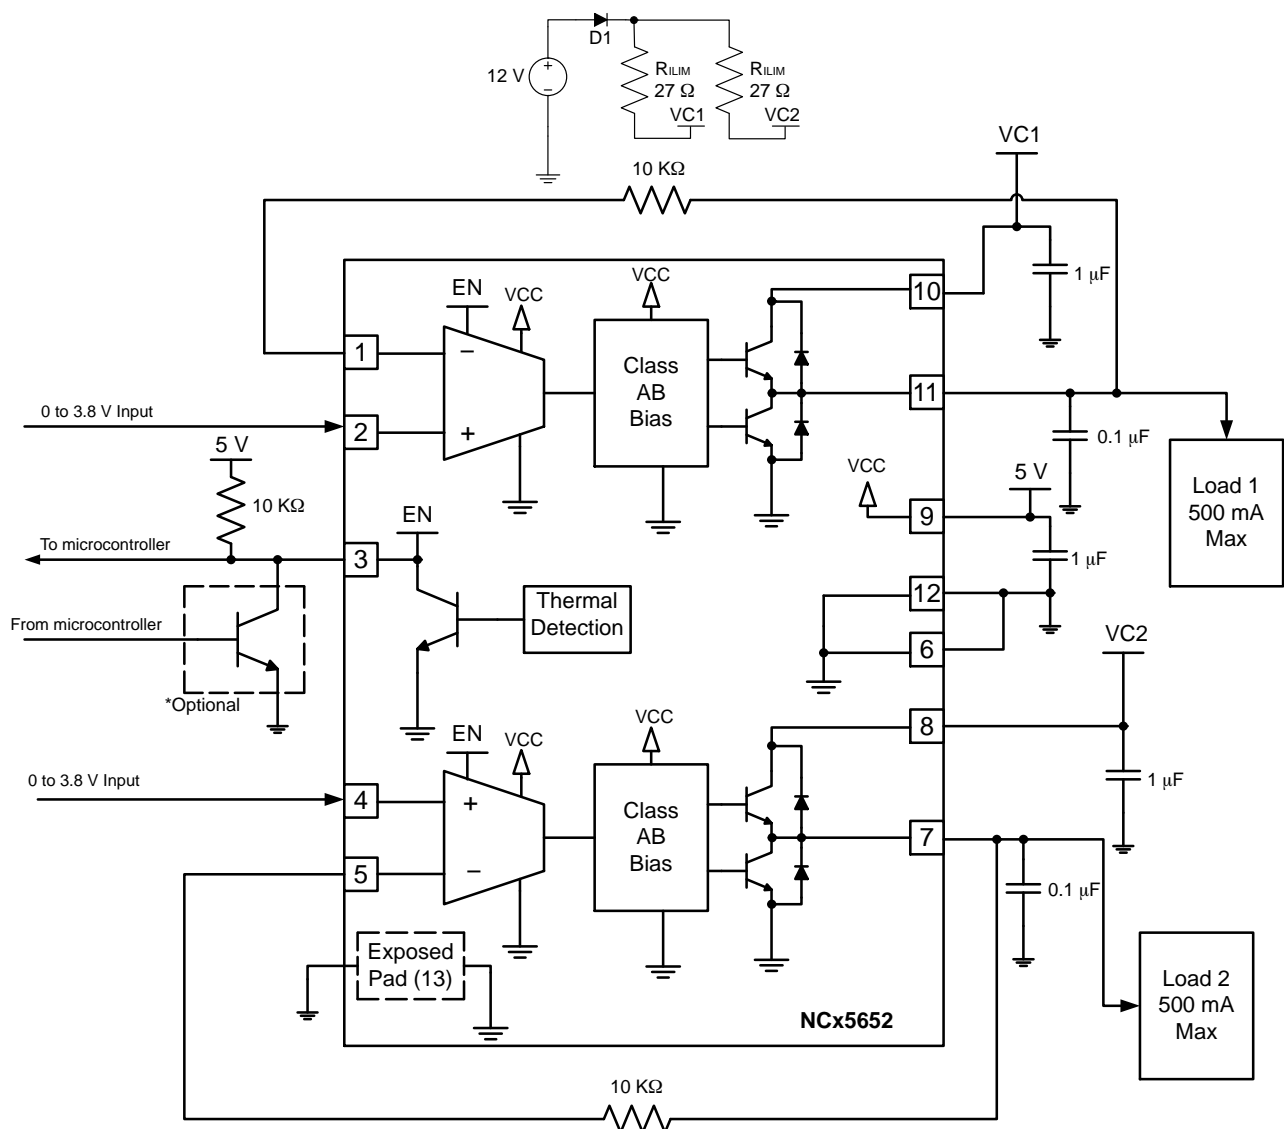 D1
12 V
+
−
RILIM
27 Ω
VC1
RILIM
27 Ω
VC2
VC1
10 KΩ
1 µF
EN
VCC
VCC
10
1
−
Class
AB
Bias
11
0 to 3.8 V Input
2
+
0.1 µF
5 V
10 KΩ
VCC
5 V
Load 1
500 mA
Max
9
EN
To microcontroller
3
1 µF
12
Thermal
Detection
From microcontroller
6
VC2
*Optional
EN
VCC
VCC
8
0 to 3.8 V Input
4
+
1 µF
Class
AB
Bias
7
5
−
0.1 µF
Exposed
Pad (13)
Load 2
500 mA
Max
NCx5652
10 KΩ